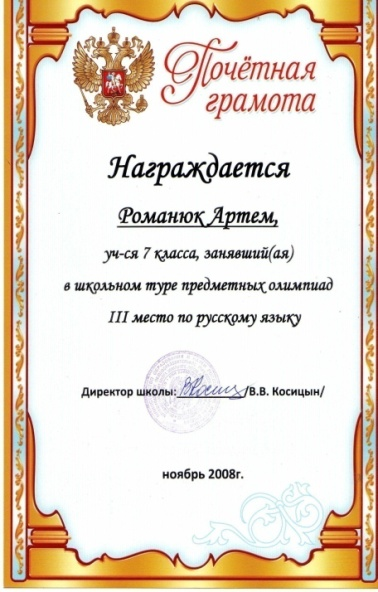 Почётная
грамота
Награждается
Романюк Артем,
уч-ся 7 класса, занявший(ая)
в школьном туре предметных олимпиад
III место по русскому языку
Директор школы: /В.В. Косицын/
ноябрь 2008г.